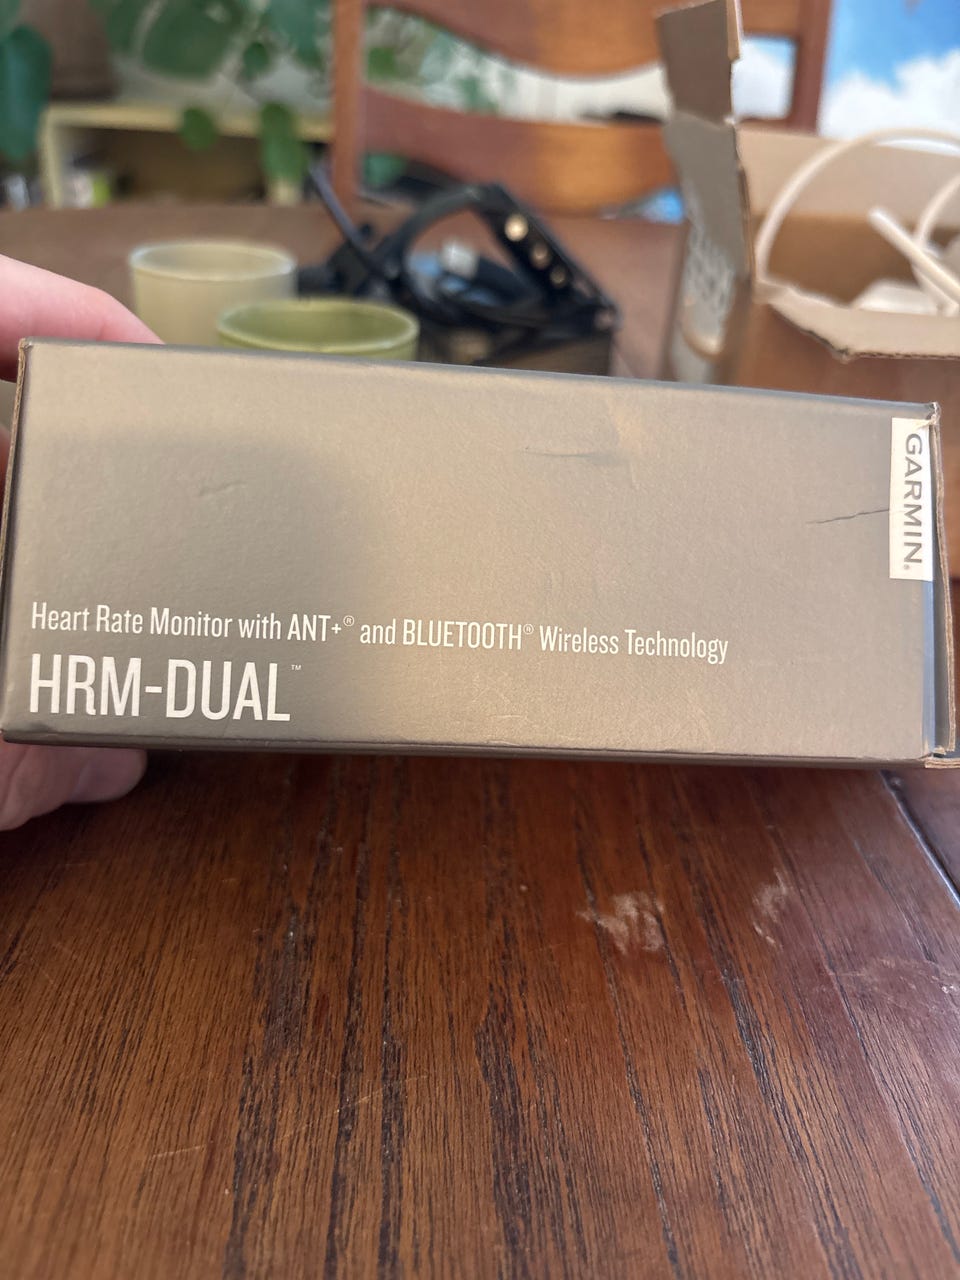 GARMIN®
Heart Rate Monitor with ANT+® and BLUETOOTH® Wireless Technology
HRM-DUAL™